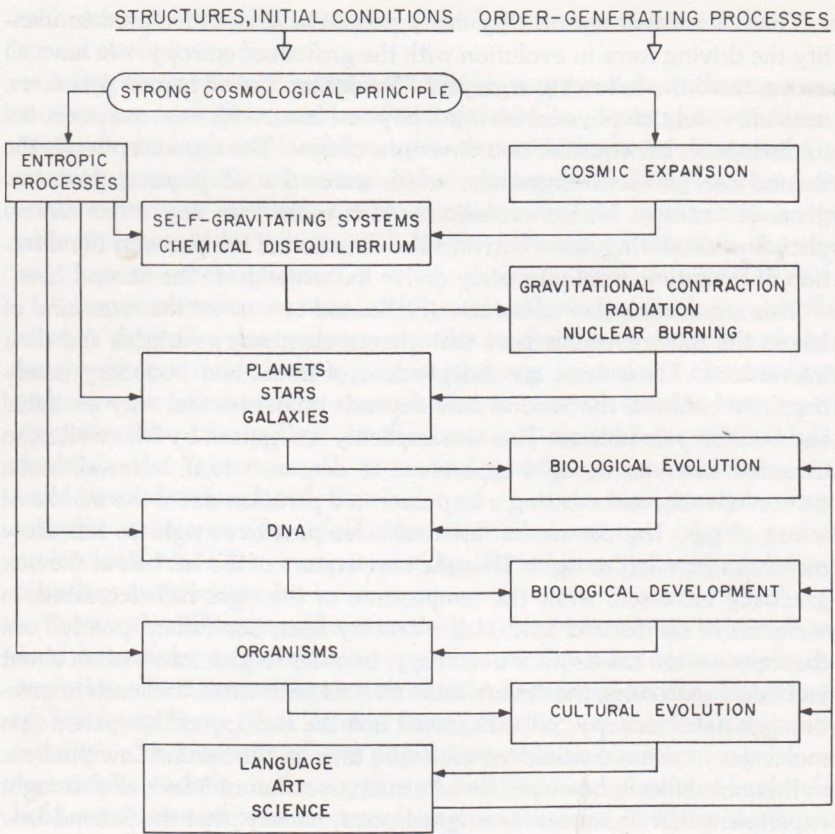 STRUCTURES, INITIAL CONDITIONS
ORDER-GENERATING PROCESSES
STRONG COSMOLOGICAL PRINCIPLE
ENTROPIC
PROCESSES
COSMIC EXPANSION
SELF-GRAVITATING SYSTEMS
CHEMICAL DISEQUILIBRIUM
GRAVITATIONAL CONTRACTION
RADIATION
NUCLEAR BURNING
PLANETS
STARS
GALAXIES
BIOLOGICAL EVOLUTION
DNA
BIOLOGICAL DEVELOPMENT
ORGANISMS
CULTURAL EVOLUTION
LANGUAGE
ART
SCIENCE